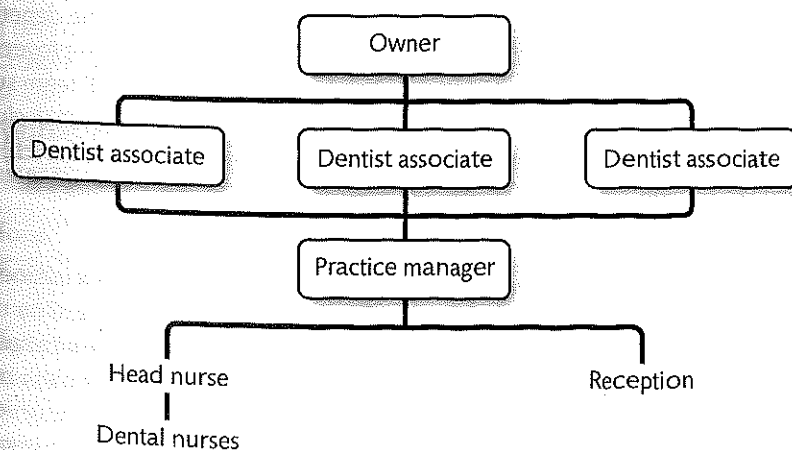 Owner
Dentist associate
Dentist associate
Dentist associate
Practice manager
Head nurse
Reception
Dental nurses